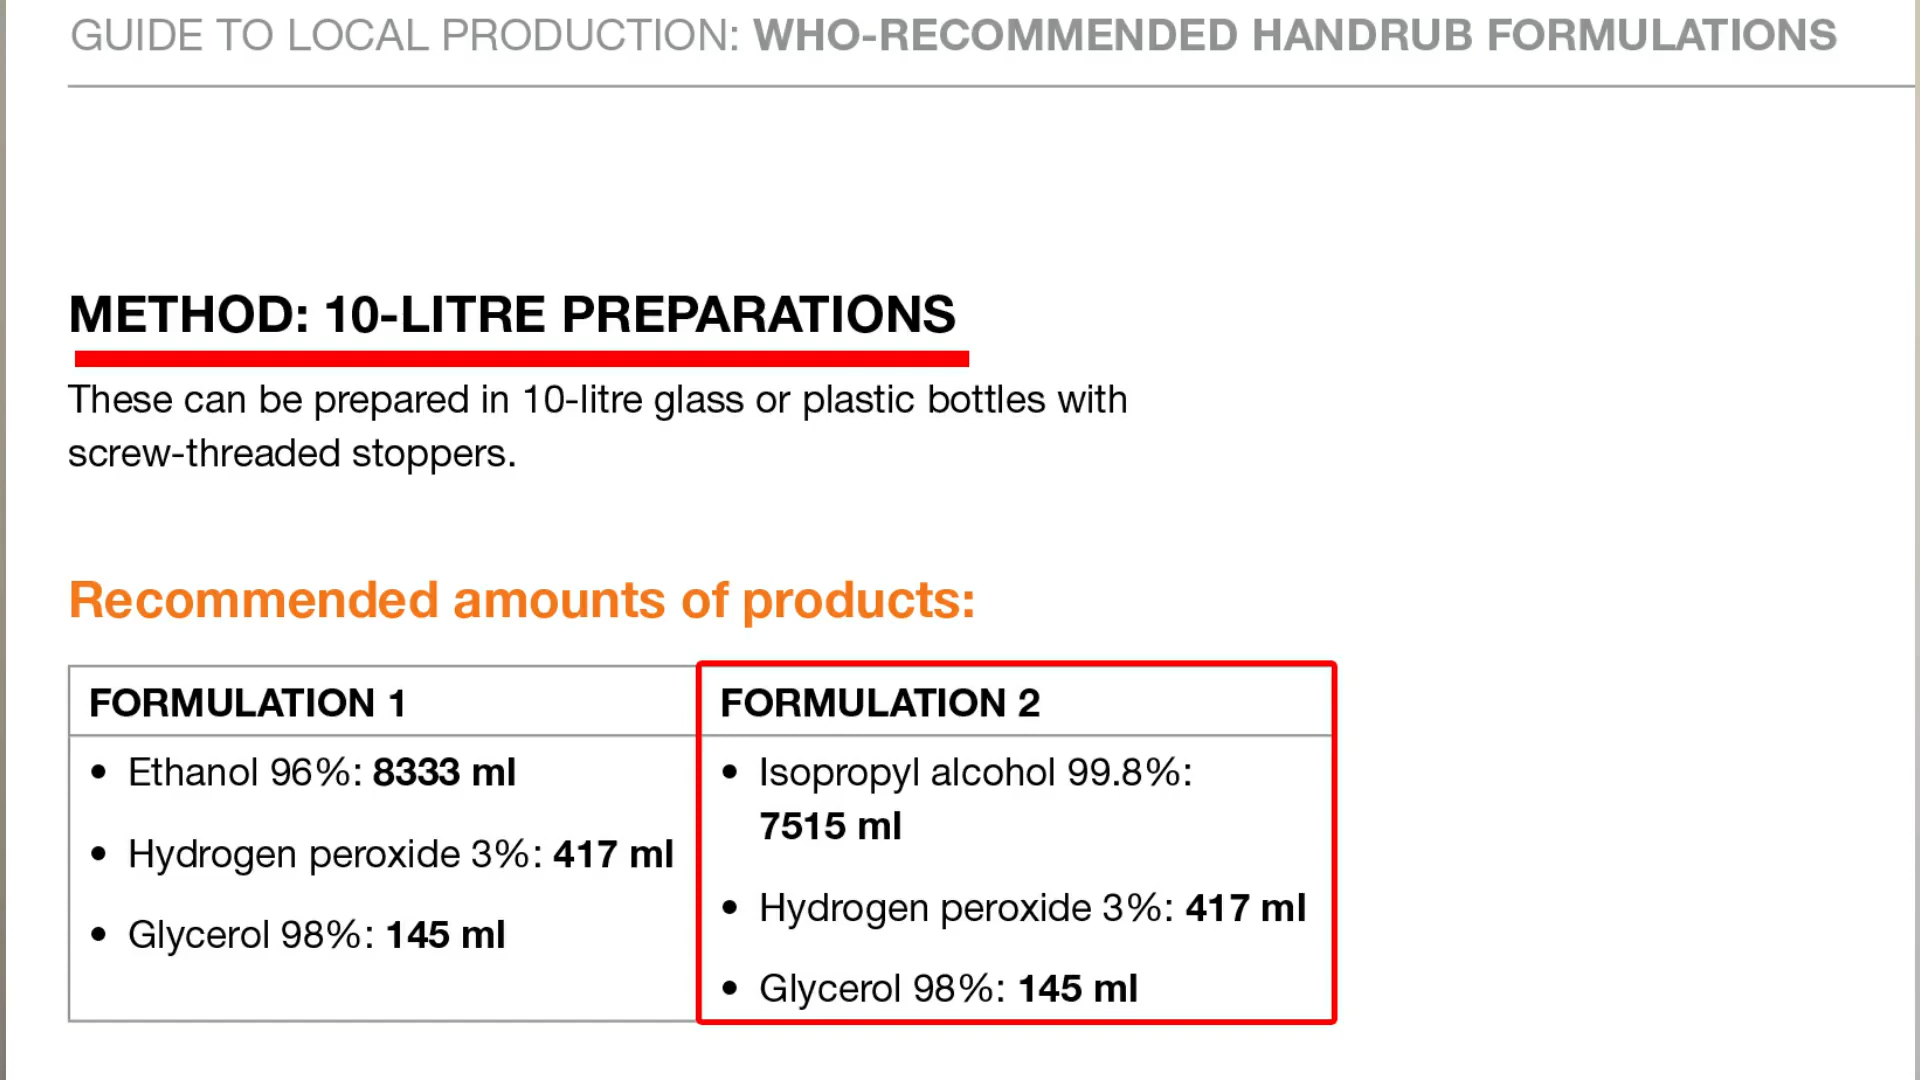 GUIDE TO LOCAL PRODUCTION: WHO-RECOMMENDED HANDRUB FORMULATIONS
METHOD: 10-LITRE PREPARATIONS
These can be prepared in 10-litre glass or plastic bottles with
screw-threaded stoppers.
Recommended amounts of products:
FORMULATION 1
• Ethanol 96%: 8333 ml
• Hydrogen peroxide 3%: 417 ml
• Glycerol 98%: 145 ml
FORMULATION 2
• Isopropyl alcohol 99.8%:
7515 ml
• Hydrogen peroxide 3%: 417 ml
• Glycerol 98%: 145 ml